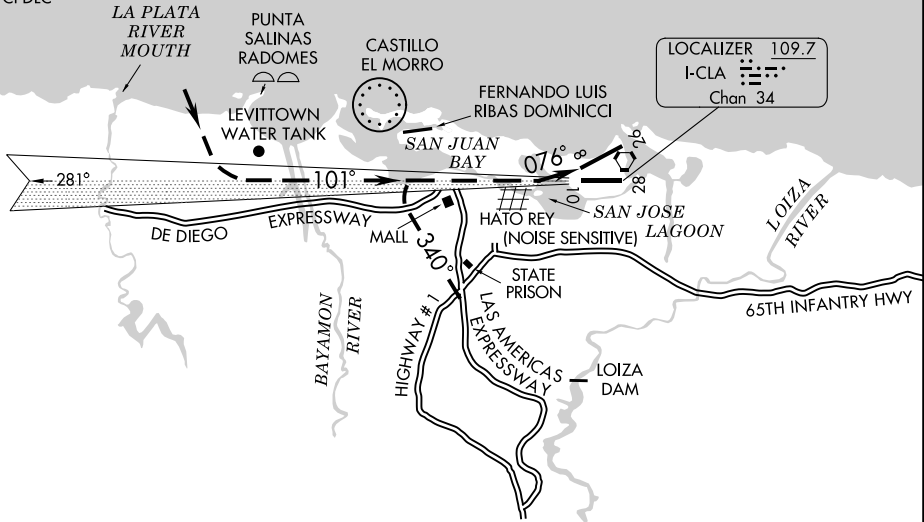 LA PLATA
RIVER
MOUTH
PUNTA
SALINAS
RADOMES
CASTILLO
EL MORRO
LOCALIZER 109.7
I-CLA
Chan 34
LEVITTOWN
WATER TANK
FERNANDO LUIS
RIBAS DOMINICCI
SAN JUAN
BAY
076°
8
26
281°
101°
10
28
DE DIEGO
EXPRESSWAY
MALL
HATO REY
(NOISE SENSITIVE)
SAN JOSE
LAGOON
LOIZA
RIVER
340°
STATE
PRISON
65TH INFANTRY HWY
BAYAMON
RIVER
HIGHWAY # 1
LAS AMERICAS
EXPRESSWAY
LOIZA
DAM